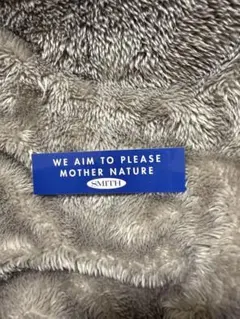 WE AIM TO PLEASE
MOTHER NATURE
SMITH